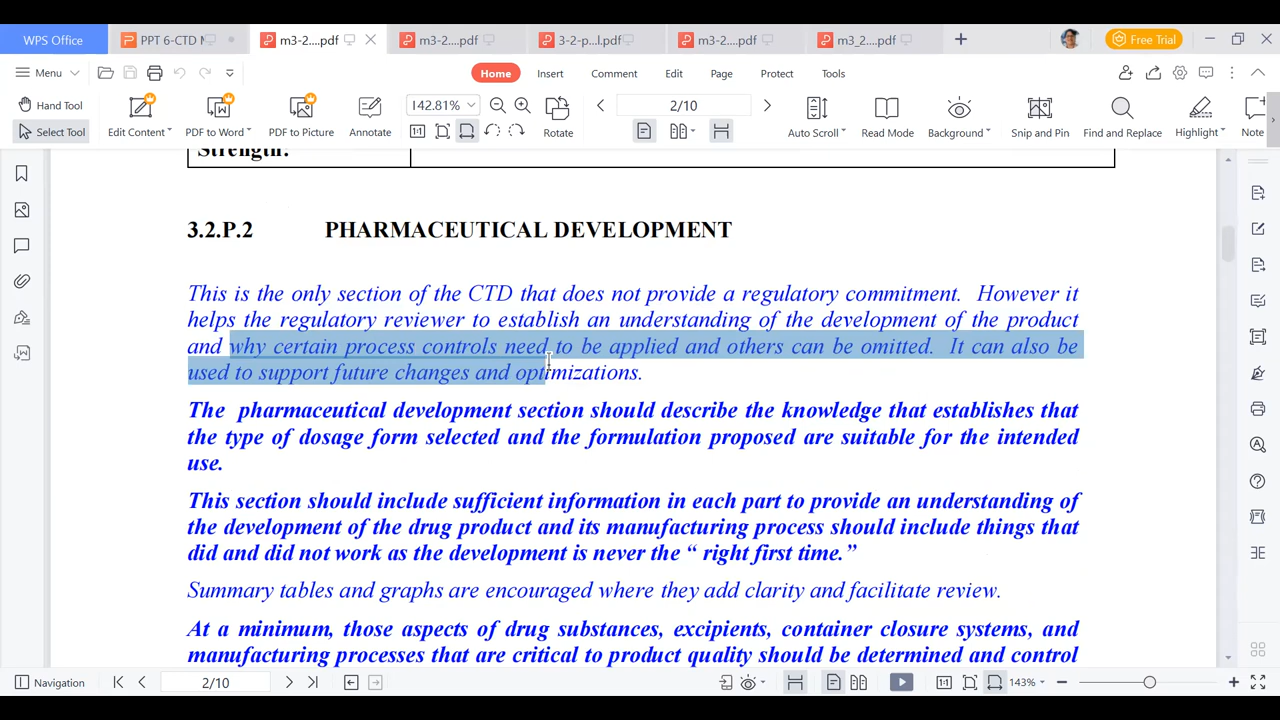 WPS Office
PPT 6-CTD M
m3-2....pdf
m3-2....pdf
3-2-p...l.pdf
m3-2....pdf
m3_2....pdf
Free Trial
Menu
Home
Insert
Comment
Edit
Page
Protect
Tools
Hand Tool
Select Tool
Edit Content
PDF to Word
PDF to Picture
Annotate
142.81%
1:1
Rotate
2/10
Auto Scroll
Read Mode
Background
Snip and Pin
Find and Replace
Highlight
Note
Strength:
3.2.P.2 PHARMACEUTICAL DEVELOPMENT
This is the only section of the CTD that does not provide a regulatory commitment. However it
helps the regulatory reviewer to establish an understanding of the development of the product
and why certain process controls need to be applied and others can be omitted. It can also be
used to support future changes and optimizations.
The pharmaceutical development section should describe the knowledge that establishes that
the type of dosage form selected and the formulation proposed are suitable for the intended
use.
This section should include sufficient information in each part to provide an understanding of
the development of the drug product and its manufacturing process should include things that
did and did not work as the development is never the “ right first time.”
Summary tables and graphs are encouraged where they add clarity and facilitate review.
At a minimum, those aspects of drug substances, excipients, container closure systems, and
manufacturing processes that are critical to product quality should be determined and control
Navigation
2/10
1:1
143%